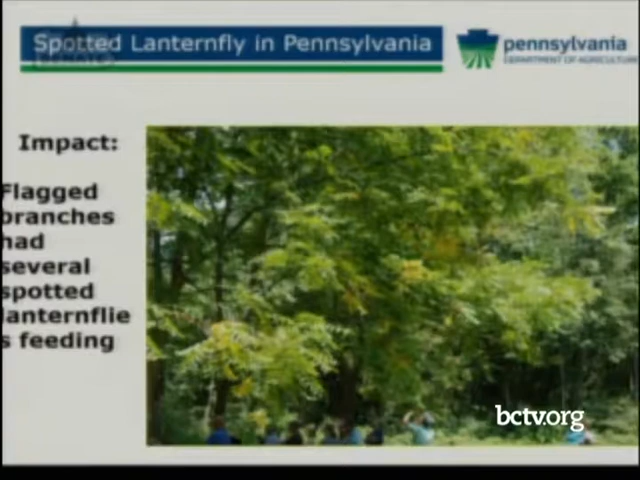 Spotted Lanternfly in Pennsylvania
pennsylvania
DEPARTMENT OF AGRICULTURE
Impact:
Flagged
branches
had
several
spotted
lanternflie
s feeding
bctv.org